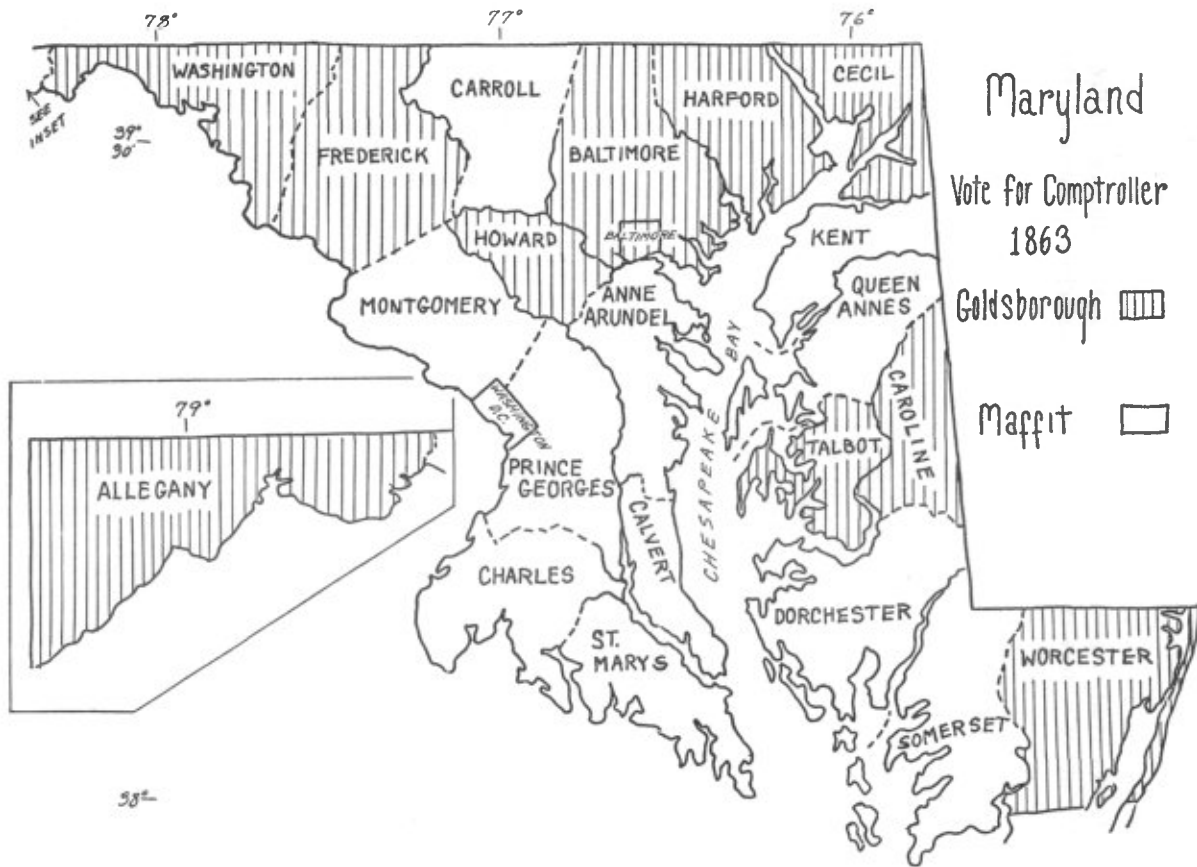 78°
77°
76°
WASHINGTON
CARROLL
CECIL
HARFORD
Maryland
SEE
INSET
39°
30'
FREDERICK
BALTIMORE
Vote for Comptroller
1863
HOWARD
BALTIMORE
KENT
MONTGOMERY
ANNE
ARUNDEL
QUEEN
ANNES
Goldsborough
BAY
CAROLINE
79°
WASHINGTON
D.C.
TALBOT
Maffit
ALLEGANY
PRINCE
GEORGES
CHESAPEAKE
CALVERT
CHARLES
DORCHESTER
ST.
MARYS
WORCESTER
SOMERSET
38°